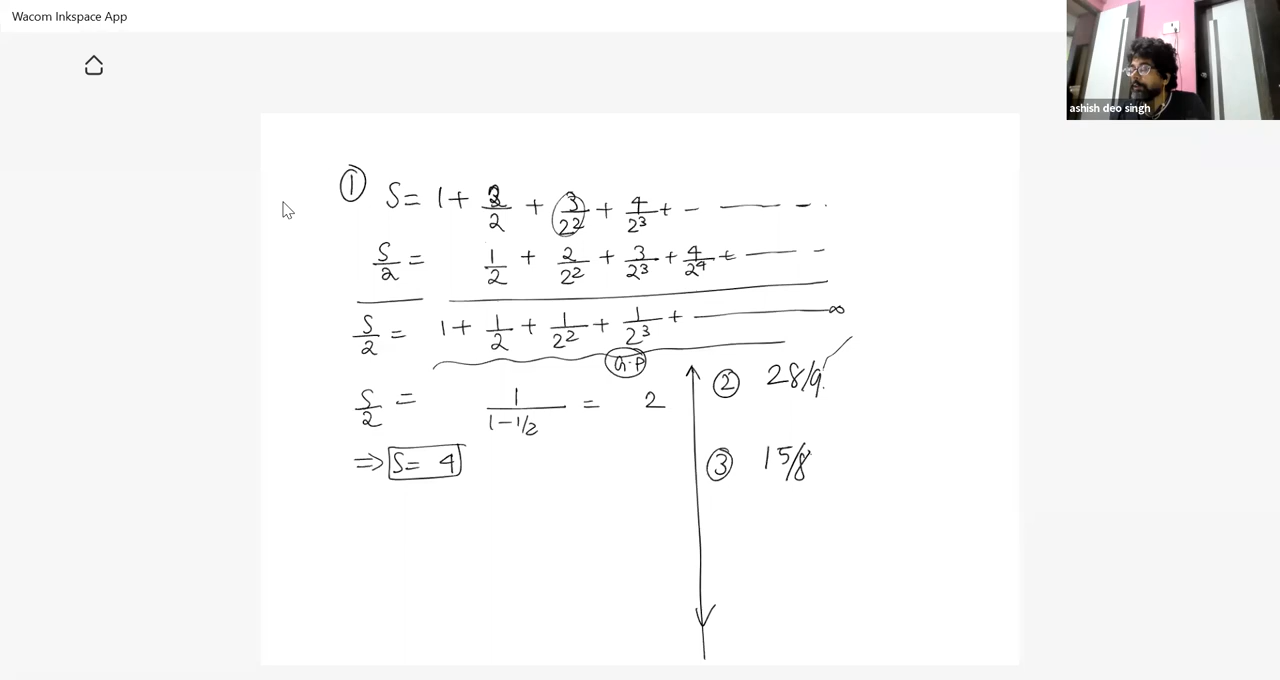 Wacom Inkspace App
ashish deo singh
① S= 1 + 2/2 + 3/2² + 4/2³ + - — - .
S/2 = 1/2 + 2/2² + 3/2³ + 4/2⁴ + — -
S/2 = 1 + 1/2 + 1/2² + 1/2³ + — ∞
G.P
S/2 = 1/(1-1/2) = 2
⇒ S= 4
② 28/9.
③ 15/8